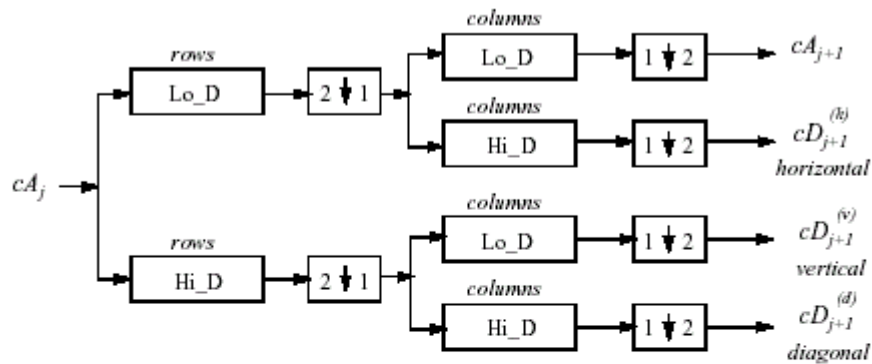 columns
rows
Lo_D
1 ↓ 2
cA_{j+1}
Lo_D
2 ↓ 1
columns
Hi_D
1 ↓ 2
cD_{j+1}^{(h)}
horizontal
cA_j
columns
rows
Lo_D
1 ↓ 2
cD_{j+1}^{(v)}
vertical
Hi_D
2 ↓ 1
columns
Hi_D
1 ↓ 2
cD_{j+1}^{(d)}
diagonal